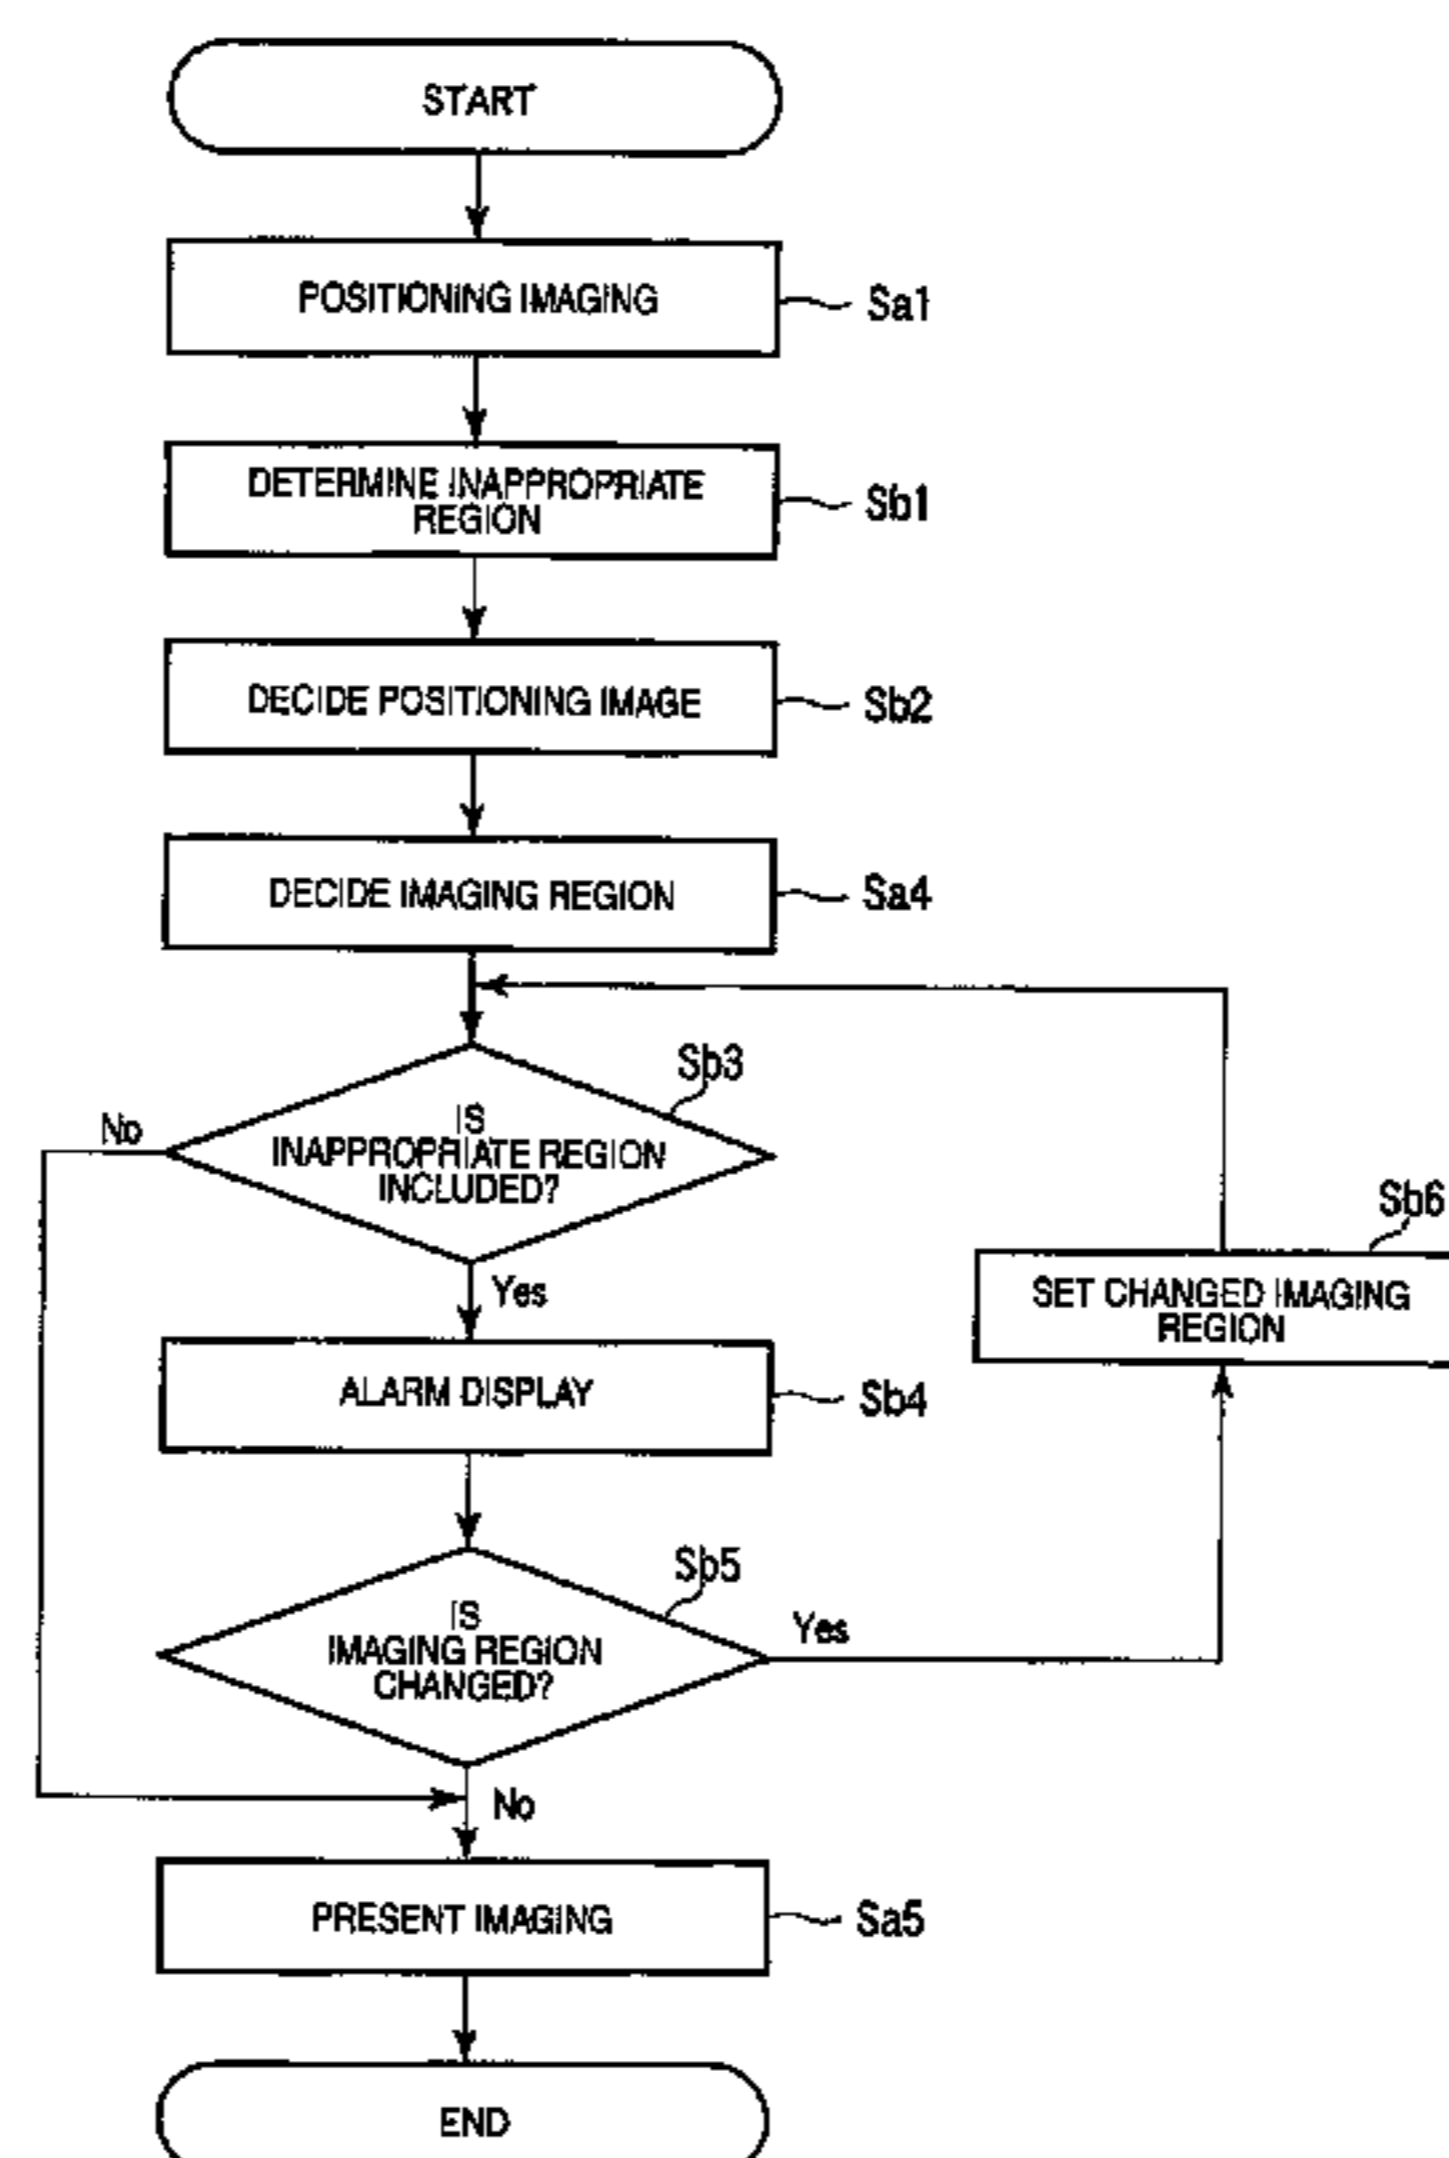 START
POSITIONING IMAGING
Sa1
DETERMINE INAPPROPRIATE
REGION
Sb1
DECIDE POSITIONING IMAGE
Sb2
DECIDE IMAGING REGION
Sa4
Sb3
No
IS
INAPPROPRIATE REGION
INCLUDED?
Yes
Sb6
SET CHANGED IMAGING
REGION
ALARM DISPLAY
Sb4
Sb5
IS
IMAGING REGION
CHANGED?
Yes
No
PRESENT IMAGING
Sa5
END